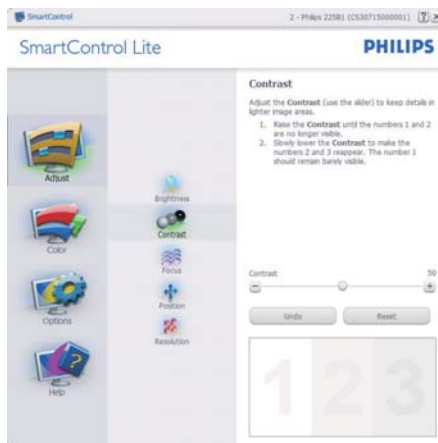 SmartControl
2 - Philips 225B1 (CS30715000001)
SmartControl Lite
PHILIPS
Adjust
Color
Options
Help
Brightness
Contrast
Focus
Position
Resolution
Contrast
Adjust the Contrast (use the slider) to keep details in
lighter image areas.
1. Raise the Contrast until the numbers 1 and 2
are no longer visible.
2. Slowly lower the Contrast to make the
numbers 2 and 3 reappear. The number 1
should remain barely visible.
Contrast 50
Undo Reset
1 2 3